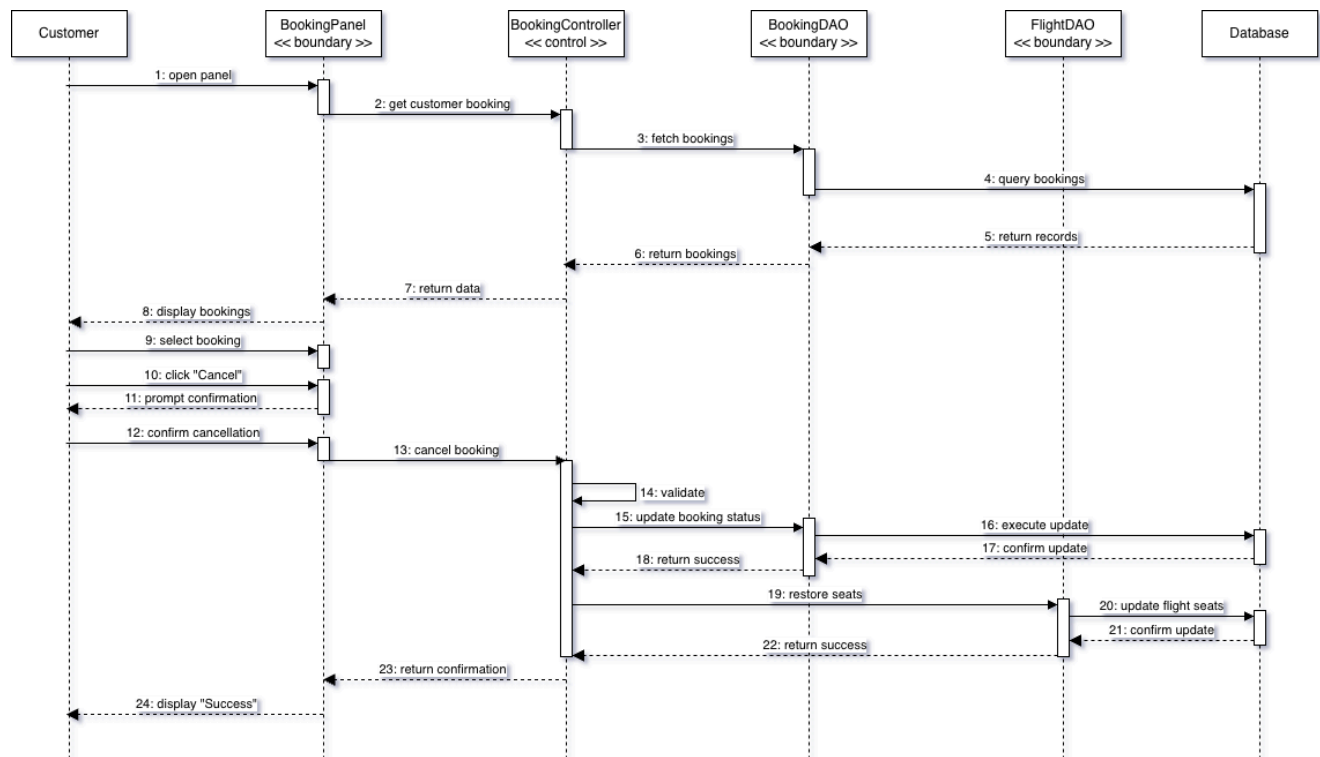 Customer
BookingPanel
<< boundary >>
BookingController
<< control >>
BookingDAO
<< boundary >>
FlightDAO
<< boundary >>
Database
1: open panel
2: get customer booking
3: fetch bookings
4: query bookings
5: return records
6: return bookings
7: return data
8: display bookings
9: select booking
10: click "Cancel"
11: prompt confirmation
12: confirm cancellation
13: cancel booking
14: validate
15: update booking status
16: execute update
17: confirm update
18: return success
19: restore seats
20: update flight seats
21: confirm update
22: return success
23: return confirmation
24: display "Success"